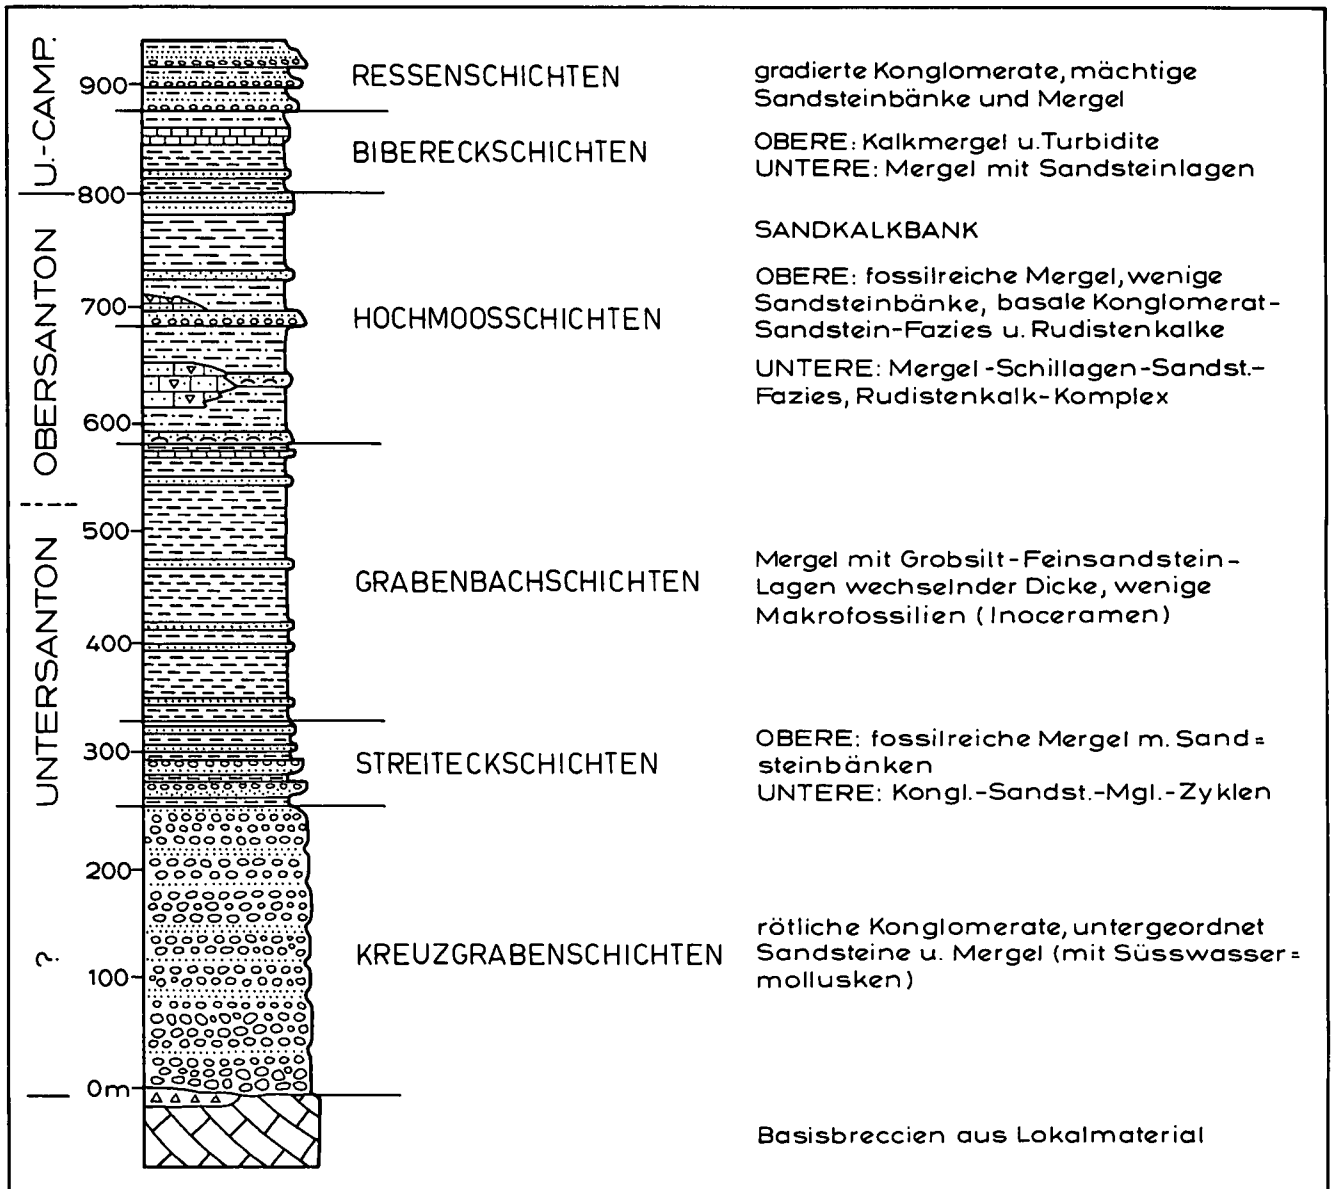 U.-CAMP.
OBERSANTON
UNTERSANTON
?
900
800
700
600
500
400
300
200
100
0m
RESSENSCHICHTEN
gradierte Konglomerate, mächtige
Sandsteinbänke und Mergel
BIBERECKSCHICHTEN
OBERE: Kalkmergel u. Turbidite
UNTERE: Mergel mit Sandsteinlagen
SANDKALKBANK
HOCHMOOSSCHICHTEN
OBERE: fossilreiche Mergel, wenige
Sandsteinbänke, basale Konglomerat-
Sandstein-Fazies u. Rudistenkalke
UNTERE: Mergel-Schillagen-Sandst.-
Fazies, Rudistenkalk-Komplex
GRABENBACHSCHICHTEN
Mergel mit Grobsilt-Feinsandstein-
Lagen wechselnder Dicke, wenige
Makrofossilien (Inoceramen)
STREITECKSCHICHTEN
OBERE: fossilreiche Mergel m. Sand=
steinbänken
UNTERE: Kongl.-Sandst.-Mgl.-Zyklen
KREUZGRABENSCHICHTEN
rötliche Konglomerate, untergeordnet
Sandsteine u. Mergel (mit Süsswasser=
mollusken)
Basisbreccien aus Lokalmaterial